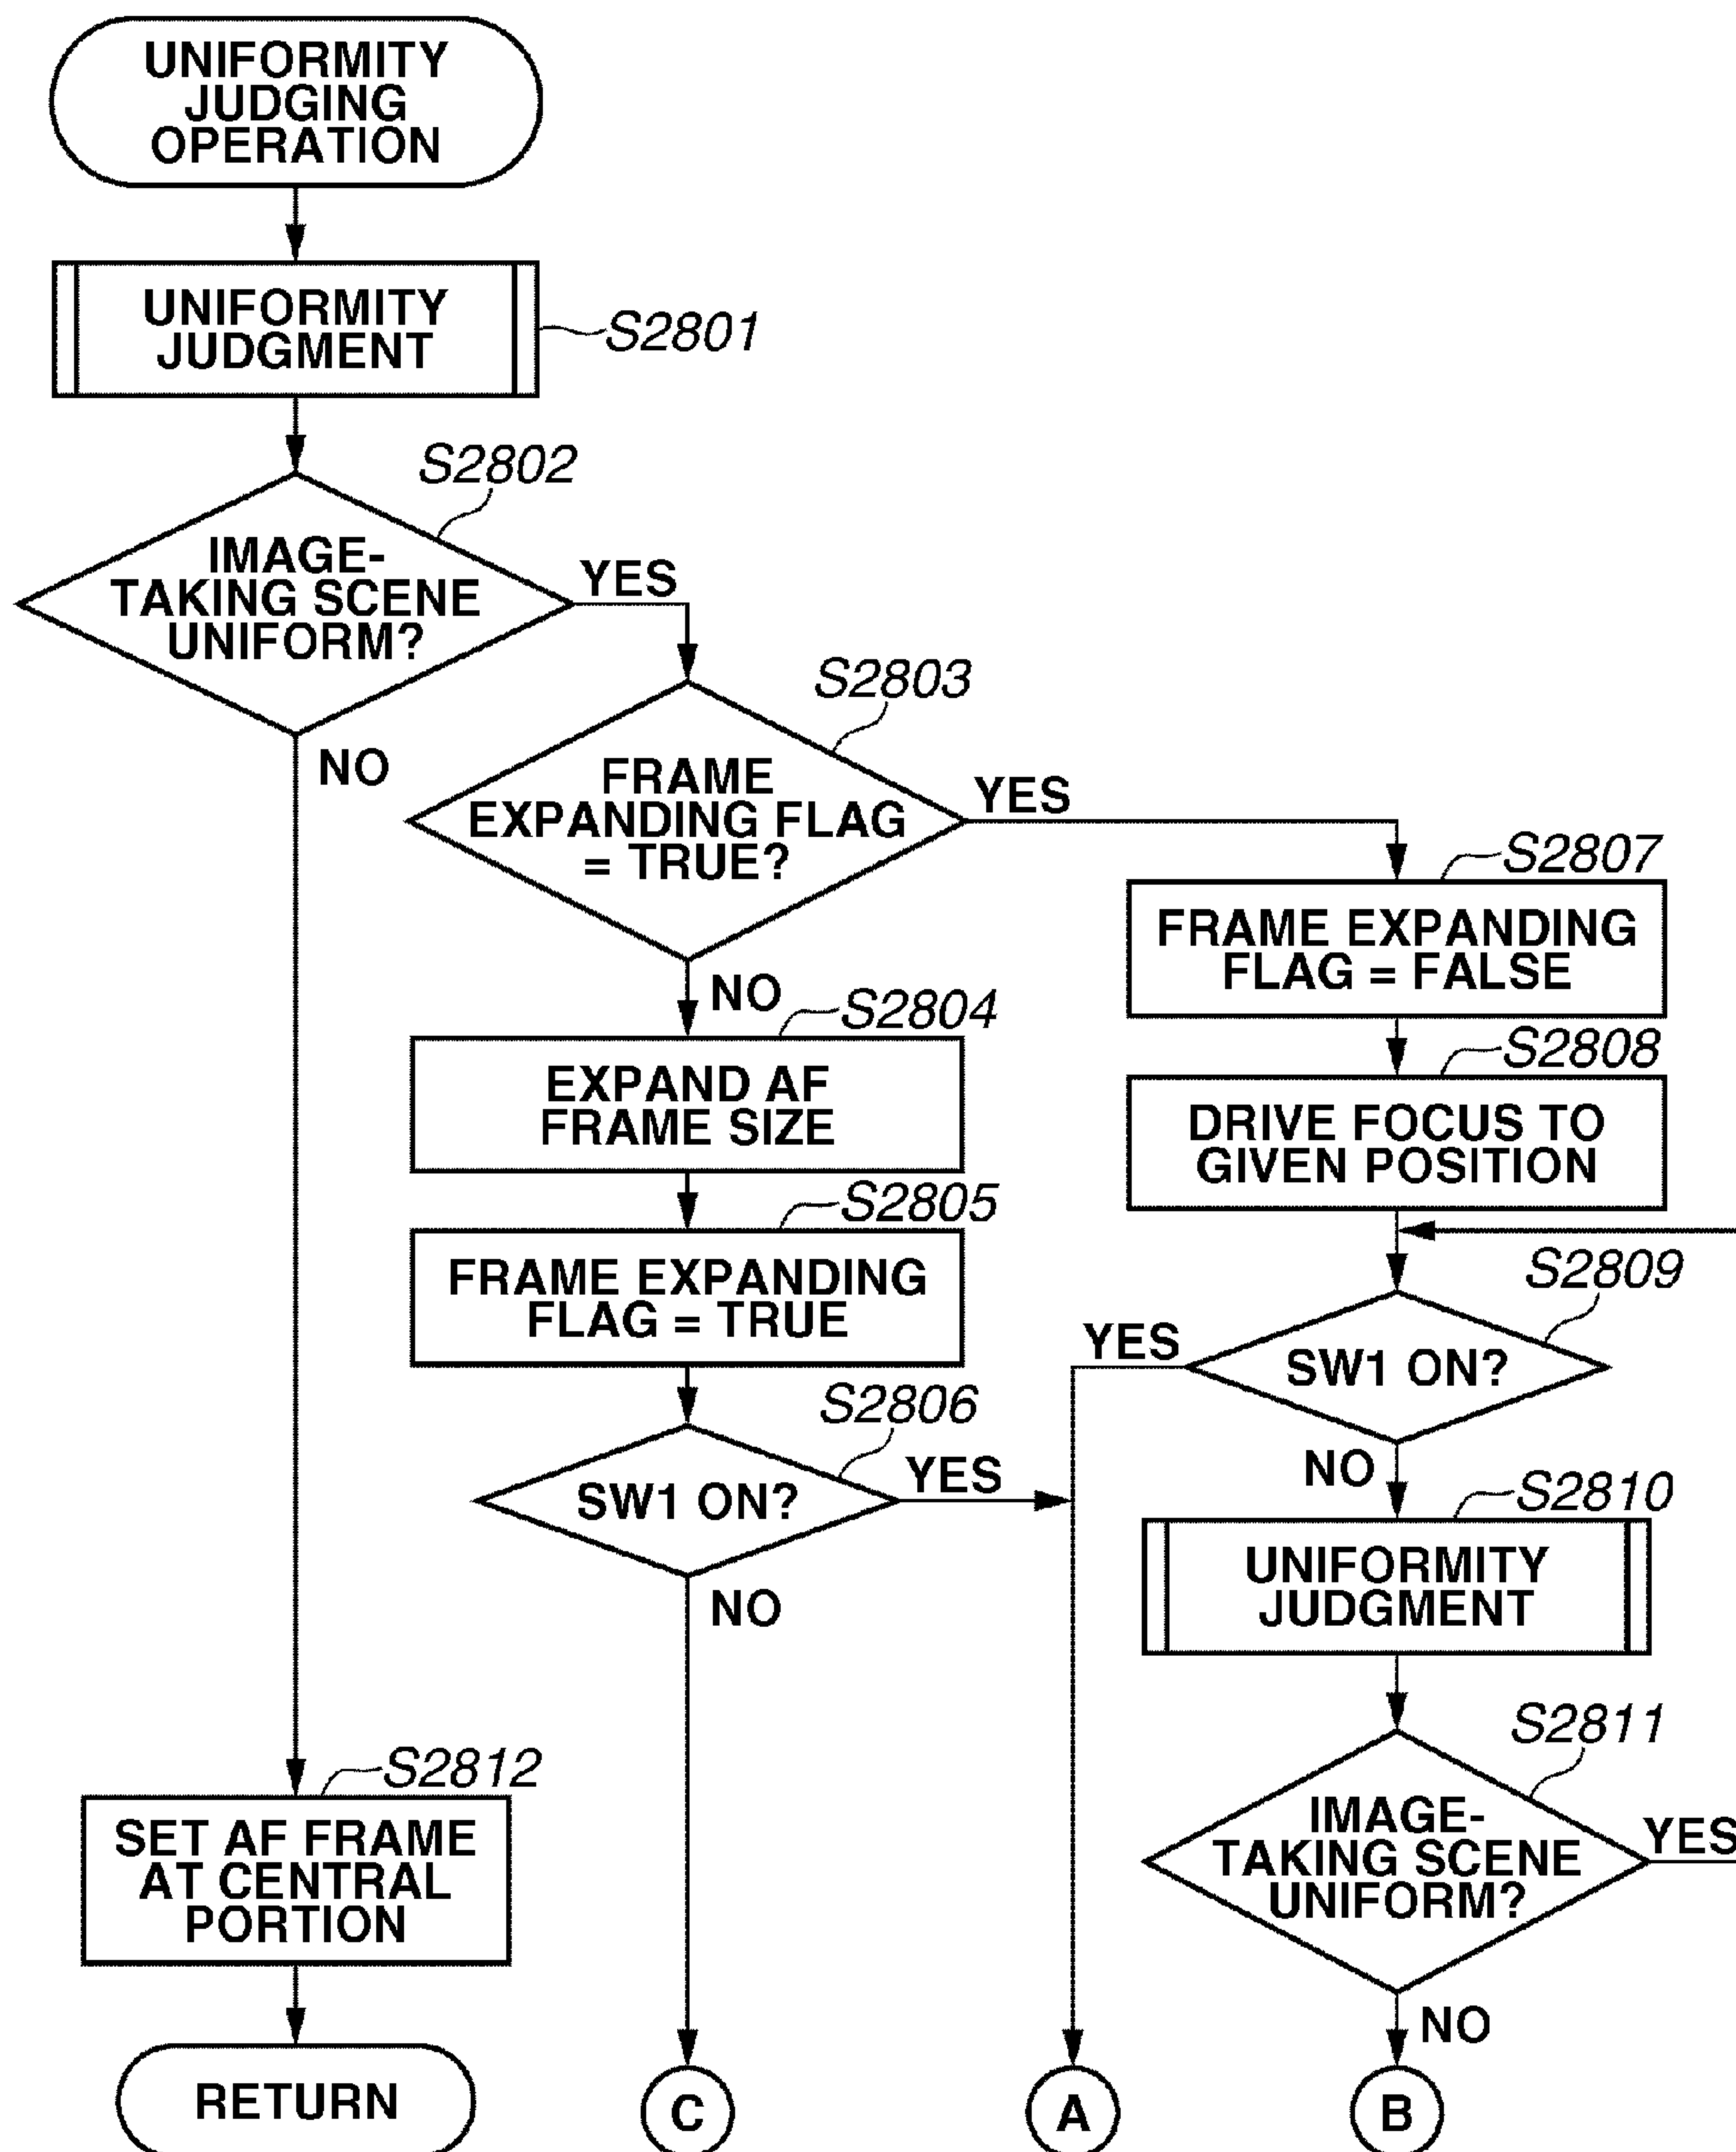 UNIFORMITY
JUDGING
OPERATION
UNIFORMITY
JUDGMENT
S2801
S2802
IMAGE-
TAKING SCENE
UNIFORM?
YES
NO
S2803
FRAME
EXPANDING FLAG
= TRUE?
YES
NO
S2804
EXPAND AF
FRAME SIZE
S2805
FRAME EXPANDING
FLAG = TRUE
S2806
SW1 ON?
YES
NO
S2807
FRAME EXPANDING
FLAG = FALSE
S2808
DRIVE FOCUS TO
GIVEN POSITION
S2809
SW1 ON?
YES
NO
S2810
UNIFORMITY
JUDGMENT
S2811
IMAGE-
TAKING SCENE
UNIFORM?
YES
NO
S2812
SET AF FRAME
AT CENTRAL
PORTION
RETURN
C
A
B